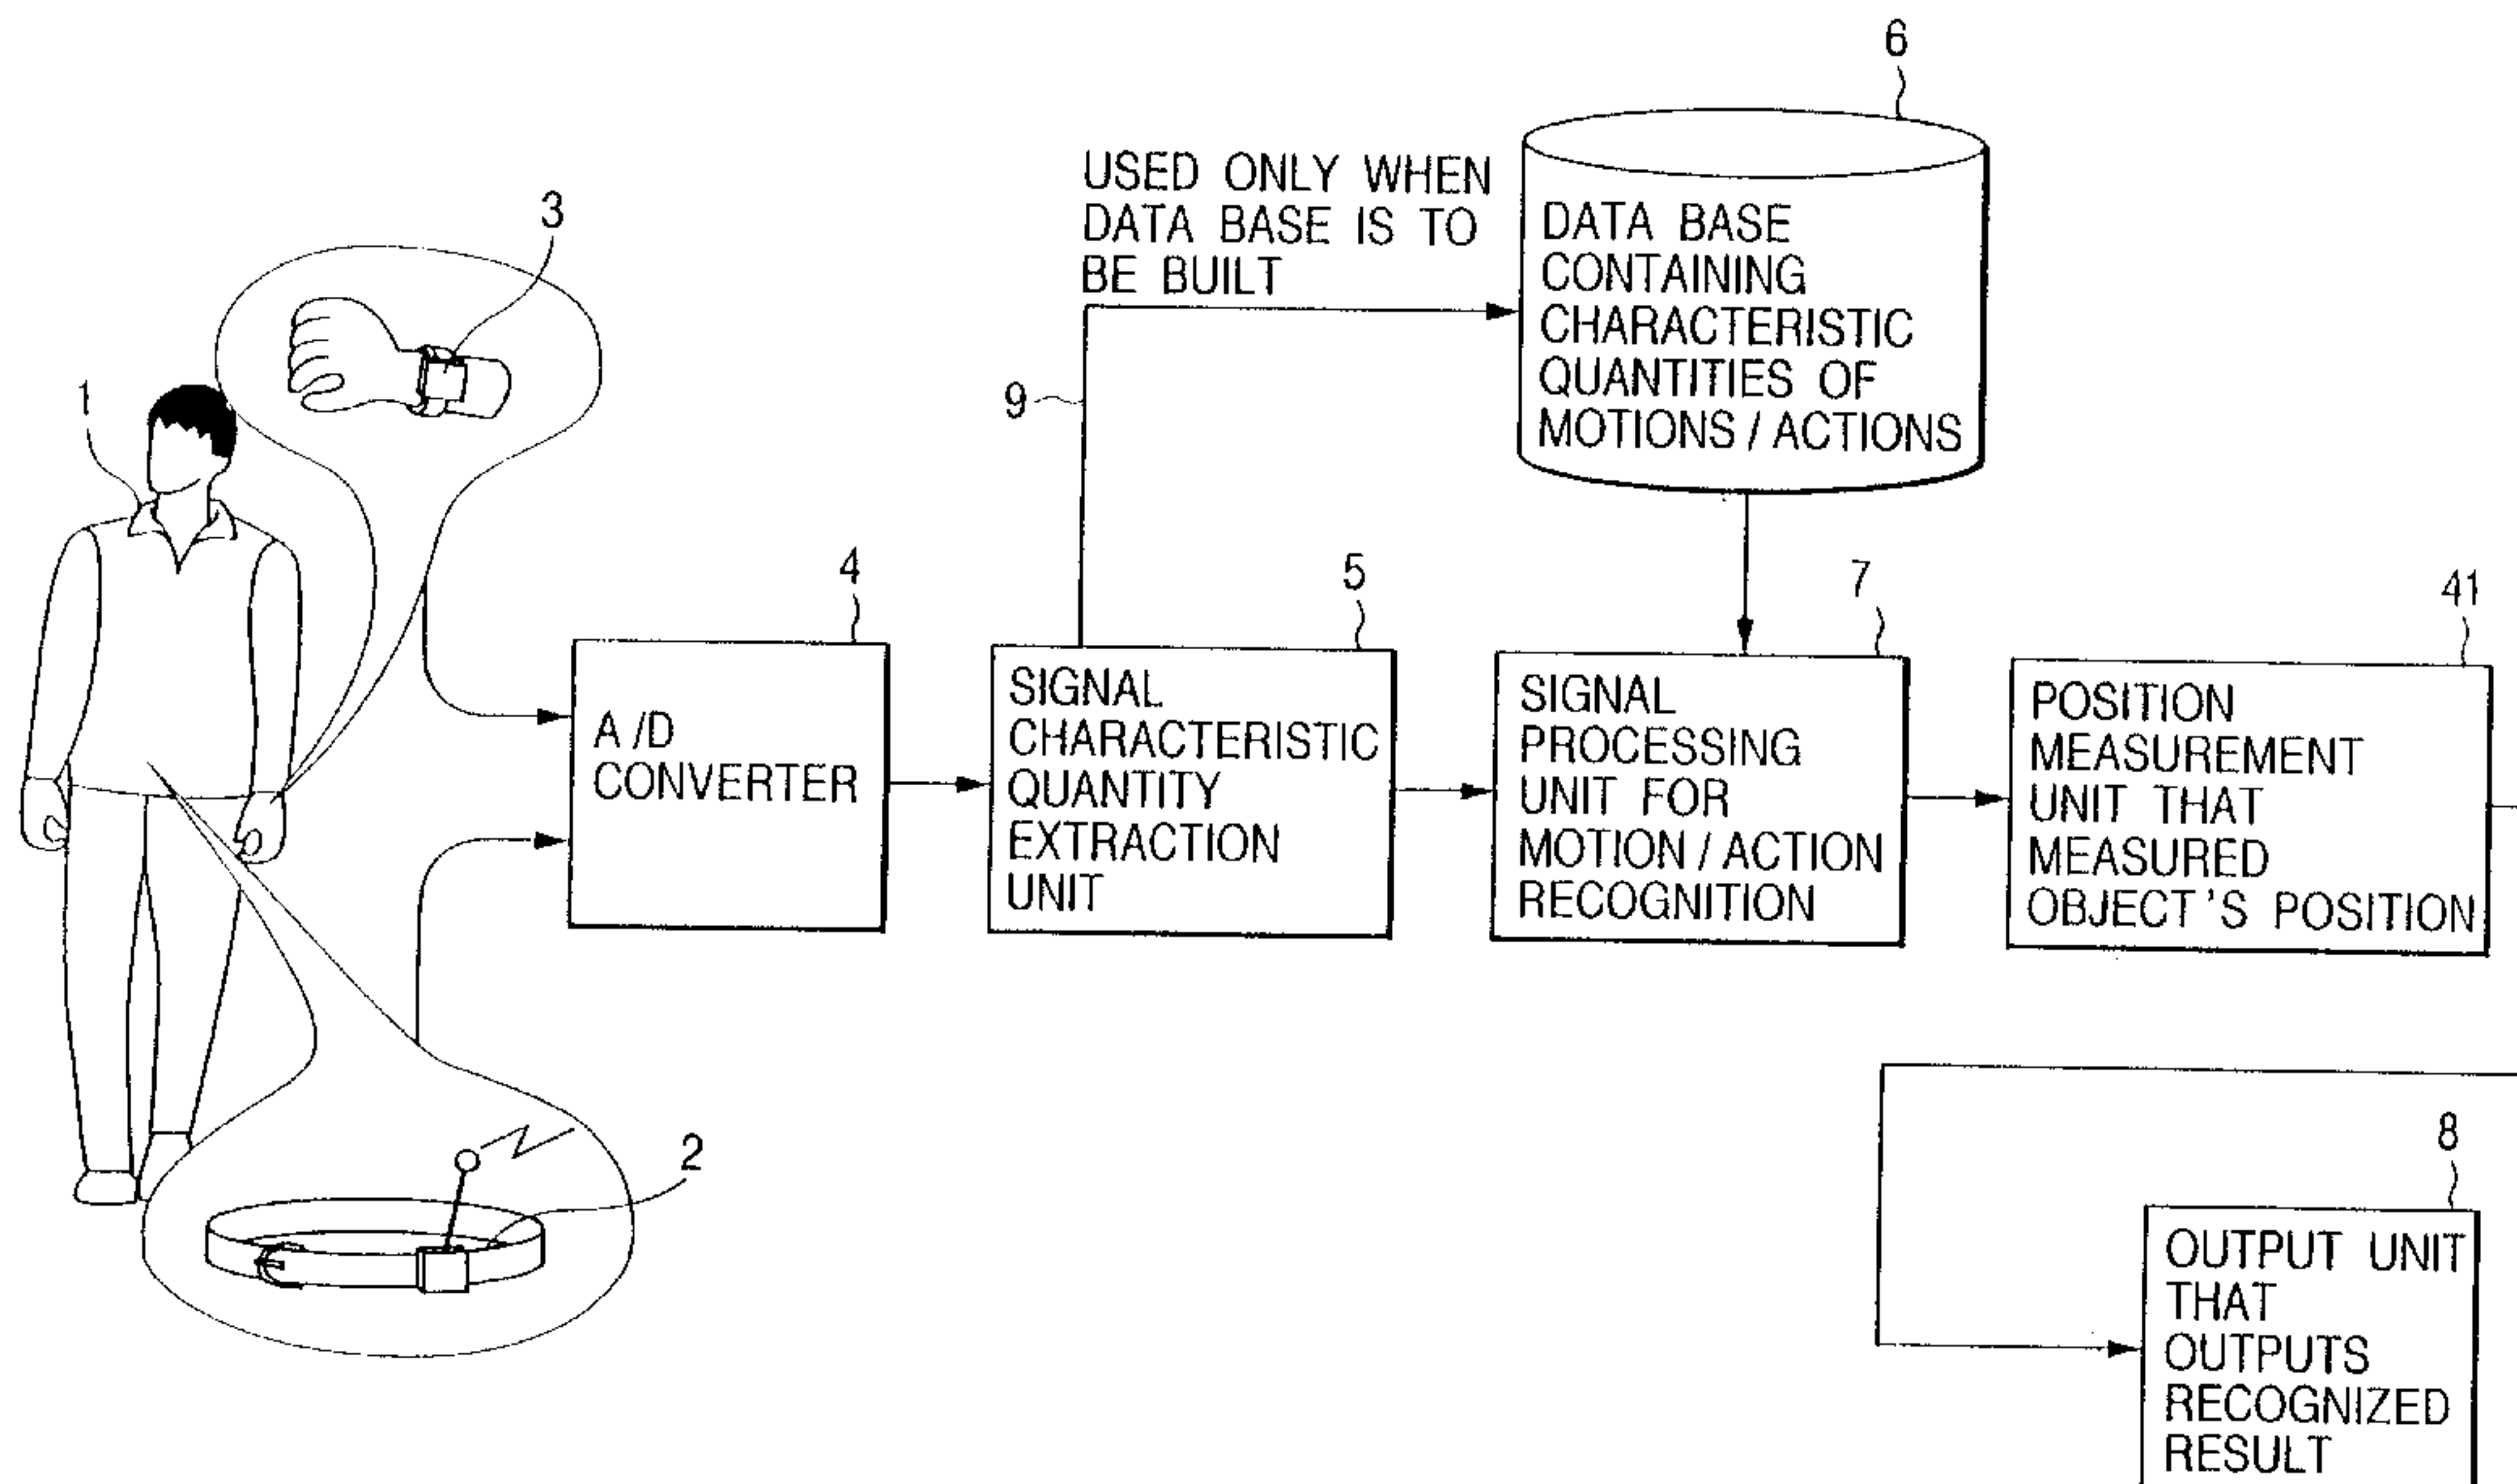 6
USED ONLY WHEN
DATA BASE IS TO
BE BUILT
DATA BASE
CONTAINING
CHARACTERISTIC
QUANTITIES OF
MOTIONS / ACTIONS
3
9
1
4
A/D
CONVERTER
5
SIGNAL
CHARACTERISTIC
QUANTITY
EXTRACTION
UNIT
7
SIGNAL
PROCESSING
UNIT FOR
MOTION / ACTION
RECOGNITION
41
POSITION
MEASUREMENT
UNIT THAT
MEASURED
OBJECT'S POSITION
2
8
OUTPUT UNIT
THAT
OUTPUTS
RECOGNIZED
RESULT